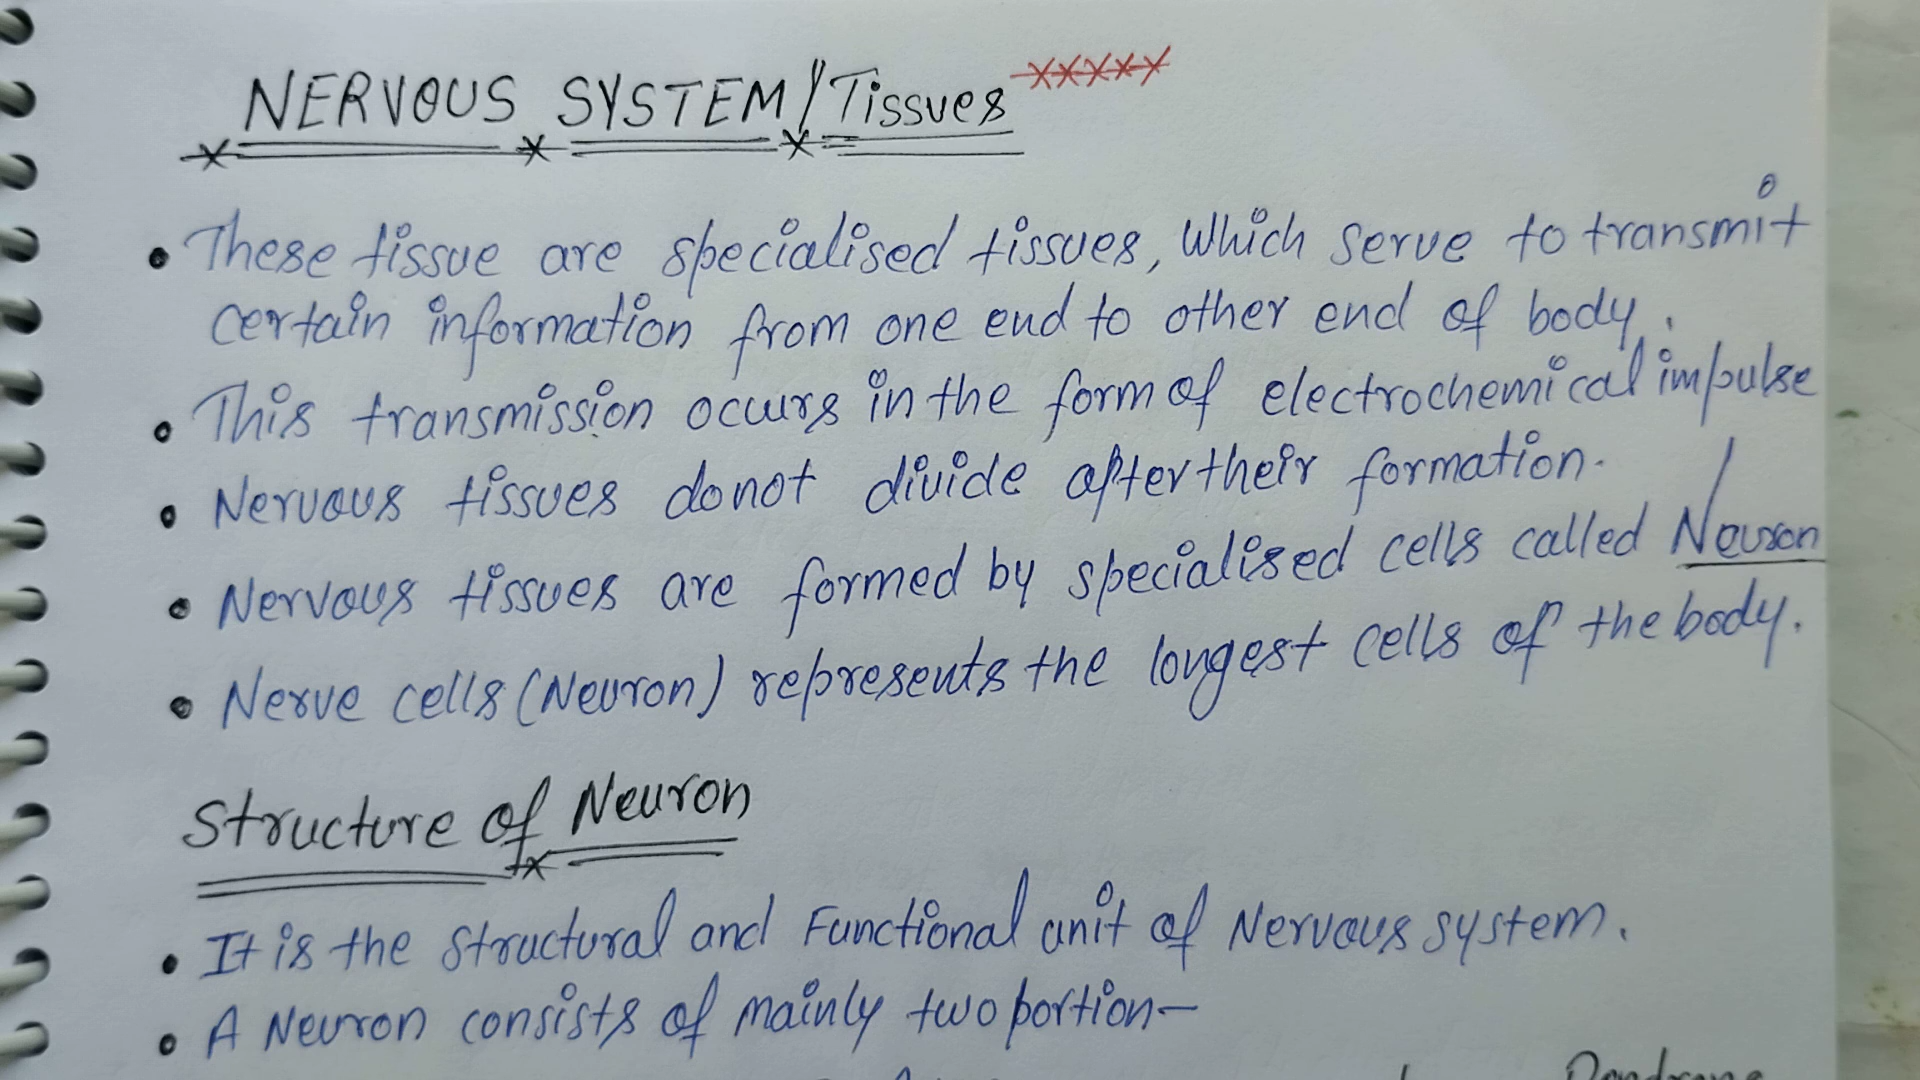 NERVOUS SYSTEM/Tissues
• These tissue are specialised tissues, Which serve to transmit
certain information from one end to other end of body.
• This transmission occurs in the form of electrochemical impulse
• Nervous tissues do not divide after their formation.
• Nervous tissues are formed by specialised cells called Neuron
• Nerve cells (Neuron) represents the longest cells of the body.
Structure of Neuron
• It is the Structural and Functional unit of Nervous system.
• A Neuron consists of mainly two portion-